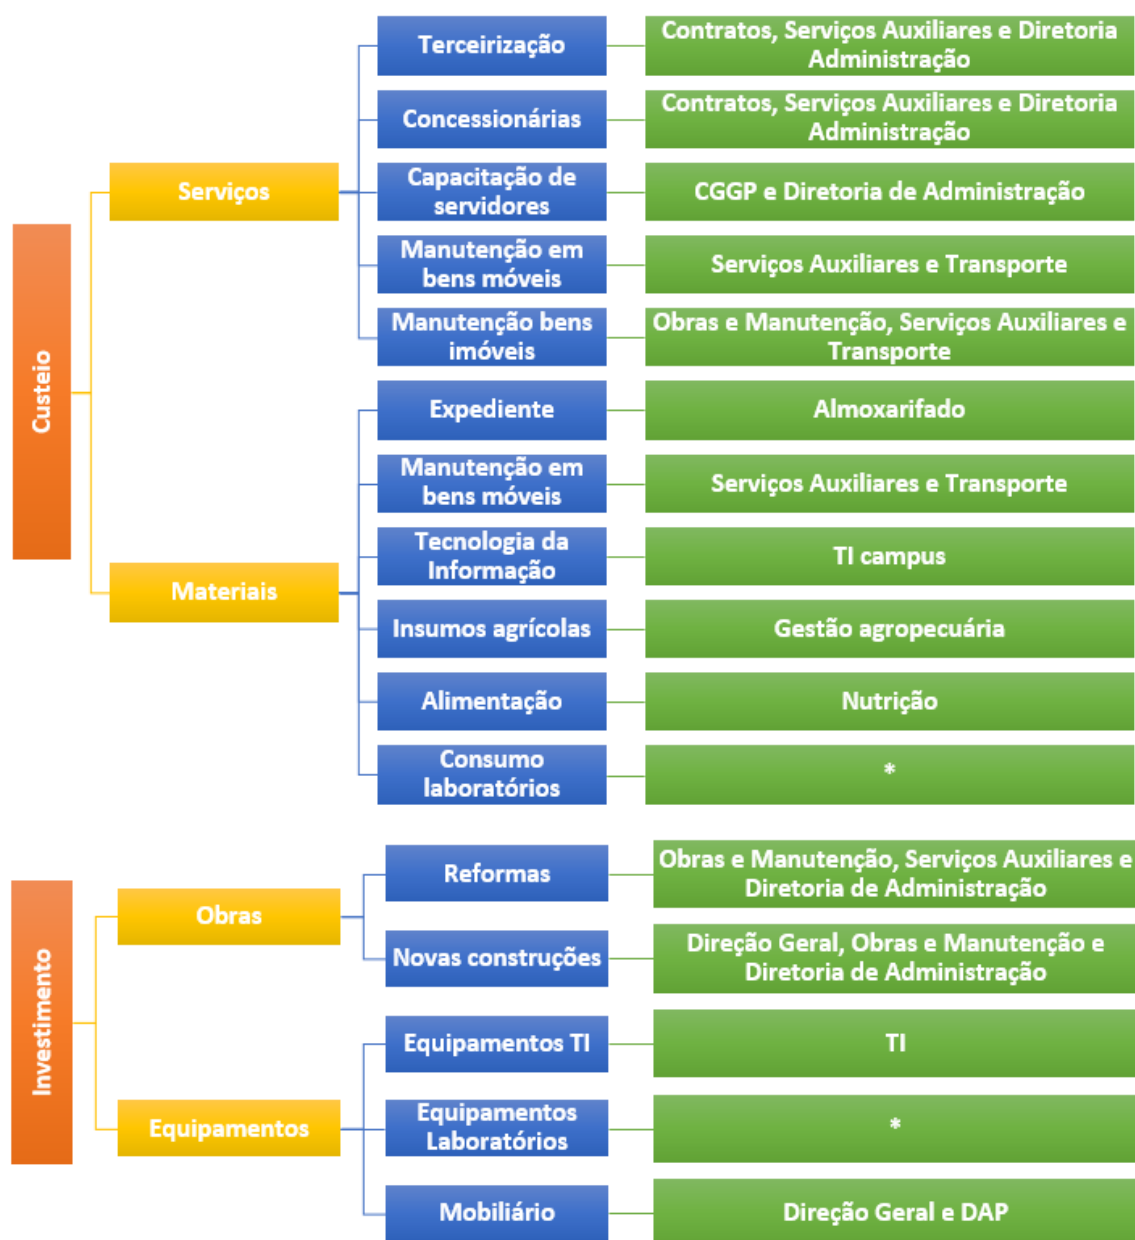 Custeio
Serviços
Terceirização
Contratos, Serviços Auxiliares e Diretoria
Administração
Concessionárias
Contratos, Serviços Auxiliares e Diretoria
Administração
Capacitação de
servidores
CGGP e Diretoria de Administração
Manutenção em
bens móveis
Serviços Auxiliares e Transporte
Manutenção bens
imóveis
Obras e Manutenção, Serviços Auxiliares e
Transporte
Materiais
Expediente
Almoxarifado
Manutenção em
bens móveis
Serviços Auxiliares e Transporte
Tecnologia da
Informação
TI campus
Insumos agrícolas
Gestão agropecuária
Alimentação
Nutrição
Consumo
laboratórios
*
Investimento
Obras
Reformas
Obras e Manutenção, Serviços Auxiliares e
Diretoria de Administração
Novas construções
Direção Geral, Obras e Manutenção e
Diretoria de Administração
Equipamentos
Equipamentos TI
TI
Equipamentos
Laboratórios
*
Mobiliário
Direção Geral e DAP